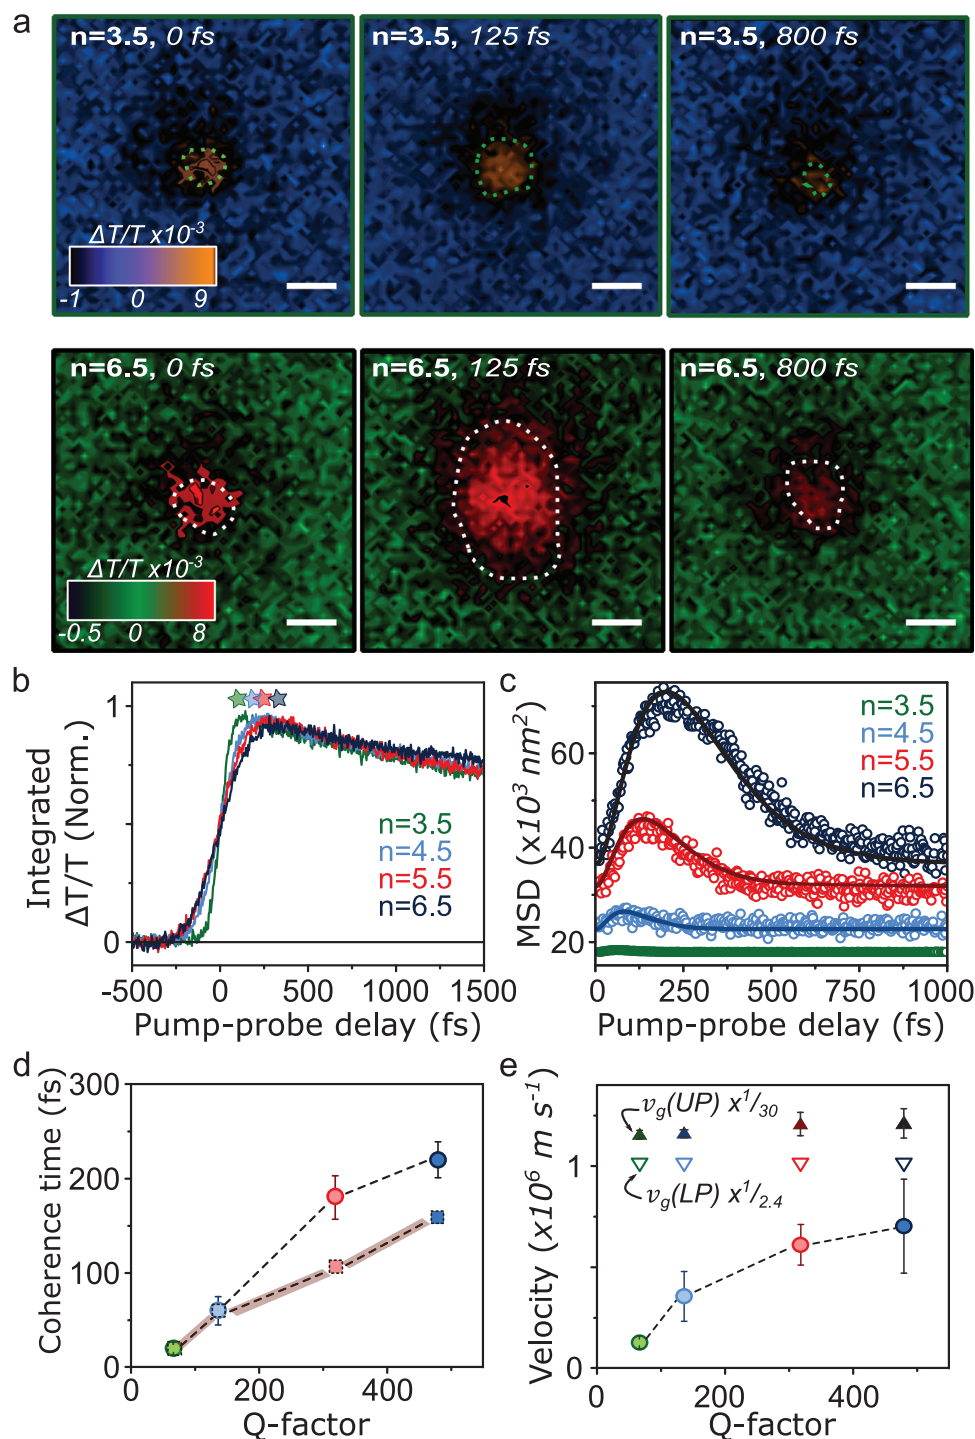 a
n=3.5, 0 fs
n=3.5, 125 fs
n=3.5, 800 fs
ΔT/T x10⁻³
-1 0 9
n=6.5, 0 fs
n=6.5, 125 fs
n=6.5, 800 fs
ΔT/T x10⁻³
-0.5 0 8
b
Integrated
ΔT/T (Norm.)
1
0
n=3.5
n=4.5
n=5.5
n=6.5
-500 0 500 1000 1500
Pump-probe delay (fs)
c
MSD (x10³ nm²)
60
40
20
n=3.5
n=4.5
n=5.5
n=6.5
0 250 500 750 1000
Pump-probe delay (fs)
d
Coherence time (fs)
300
200
100
0
0 200 400
Q-factor
e
Velocity (x10⁶ m s⁻¹)
1
0
v_g(UP) x¹/₃₀
v_g(LP) x¹/₂.₄
0 200 400
Q-factor